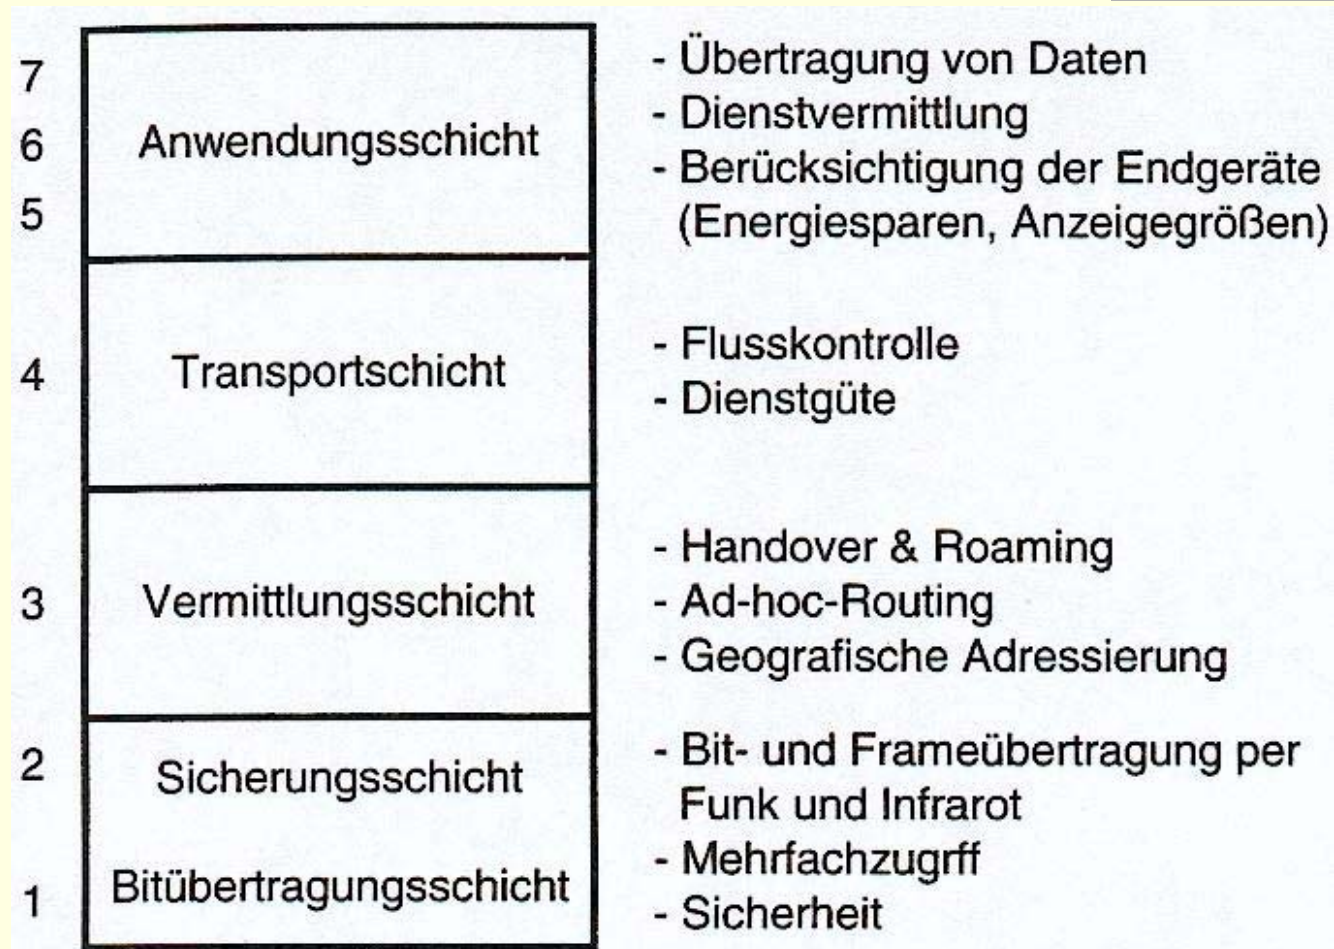 7
6
5
Anwendungsschicht
- Übertragung von Daten
- Dienstvermittlung
- Berücksichtigung der Endgeräte
(Energiesparen, Anzeigegrößen)
4
Transportschicht
- Flusskontrolle
- Dienstgüte
3
Vermittlungsschicht
- Handover & Roaming
- Ad-hoc-Routing
- Geografische Adressierung
2
Sicherungsschicht
1
Bitübertragungsschicht
- Bit- und Frameübertragung per
Funk und Infrarot
- Mehrfachzugrff
- Sicherheit